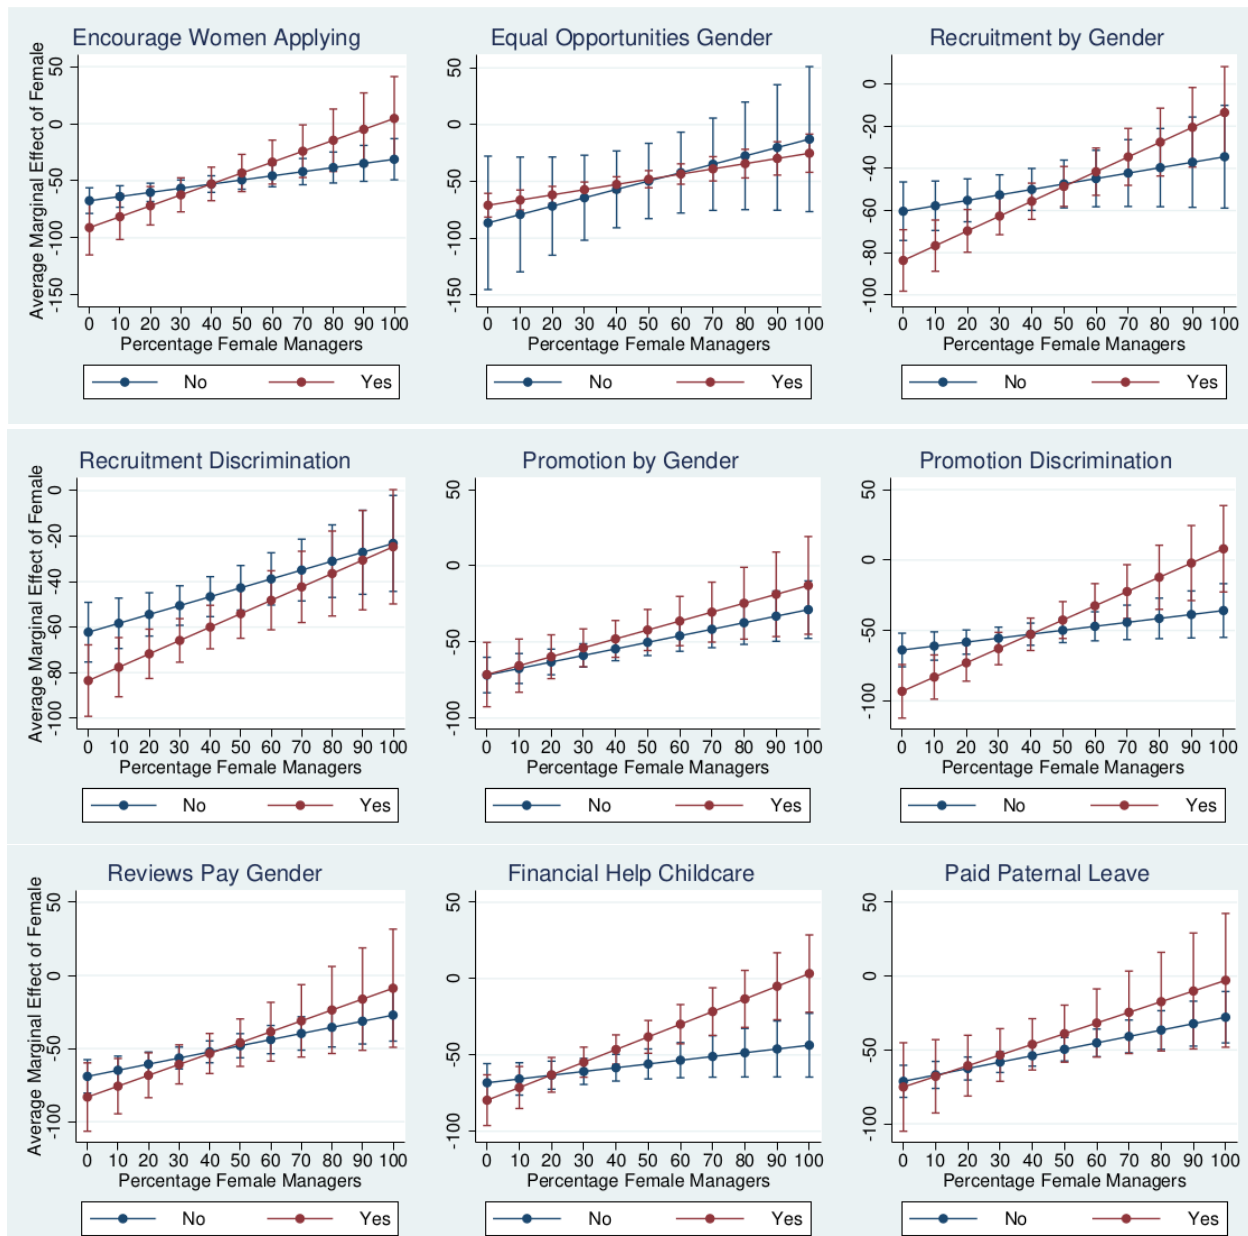 Encourage Women Applying
Equal Opportunities Gender
Recruitment by Gender
Average Marginal Effect of Female
50
0
-50
-100
-150
0 10 20 30 40 50 60 70 80 90 100
Percentage Female Managers
No Yes
50
0
-50
-100
-150
0 10 20 30 40 50 60 70 80 90 100
Percentage Female Managers
No Yes
0
-20
-40
-60
-80
-100
0 10 20 30 40 50 60 70 80 90 100
Percentage Female Managers
No Yes
Recruitment Discrimination
Promotion by Gender
Promotion Discrimination
Average Marginal Effect of Female
0
-20
-40
-60
-80
-100
0 10 20 30 40 50 60 70 80 90 100
Percentage Female Managers
No Yes
50
0
-50
-100
0 10 20 30 40 50 60 70 80 90 100
Percentage Female Managers
No Yes
50
0
-50
-100
0 10 20 30 40 50 60 70 80 90 100
Percentage Female Managers
No Yes
Reviews Pay Gender
Financial Help Childcare
Paid Paternal Leave
Average Marginal Effect of Female
50
0
-50
-100
0 10 20 30 40 50 60 70 80 90 100
Percentage Female Managers
No Yes
50
0
-50
-100
0 10 20 30 40 50 60 70 80 90 100
Percentage Female Managers
No Yes
50
0
-50
-100
0 10 20 30 40 50 60 70 80 90 100
Percentage Female Managers
No Yes